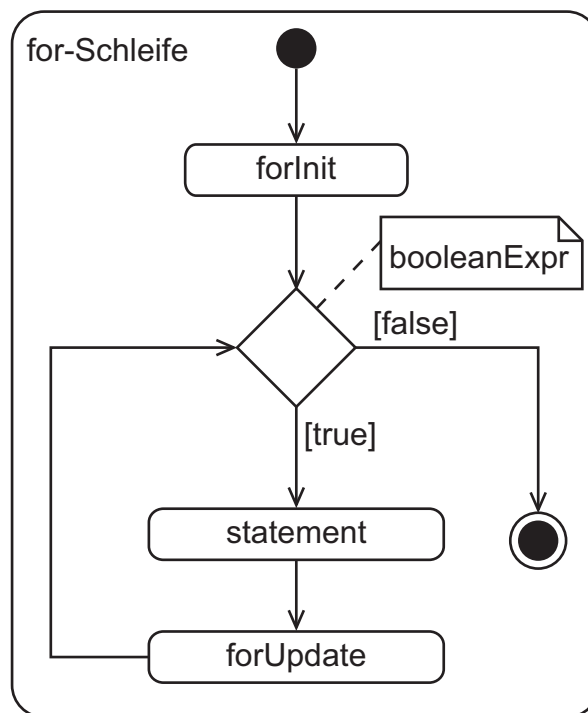 for-Schleife
forInit
booleanExpr
[false]
[true]
statement
forUpdate